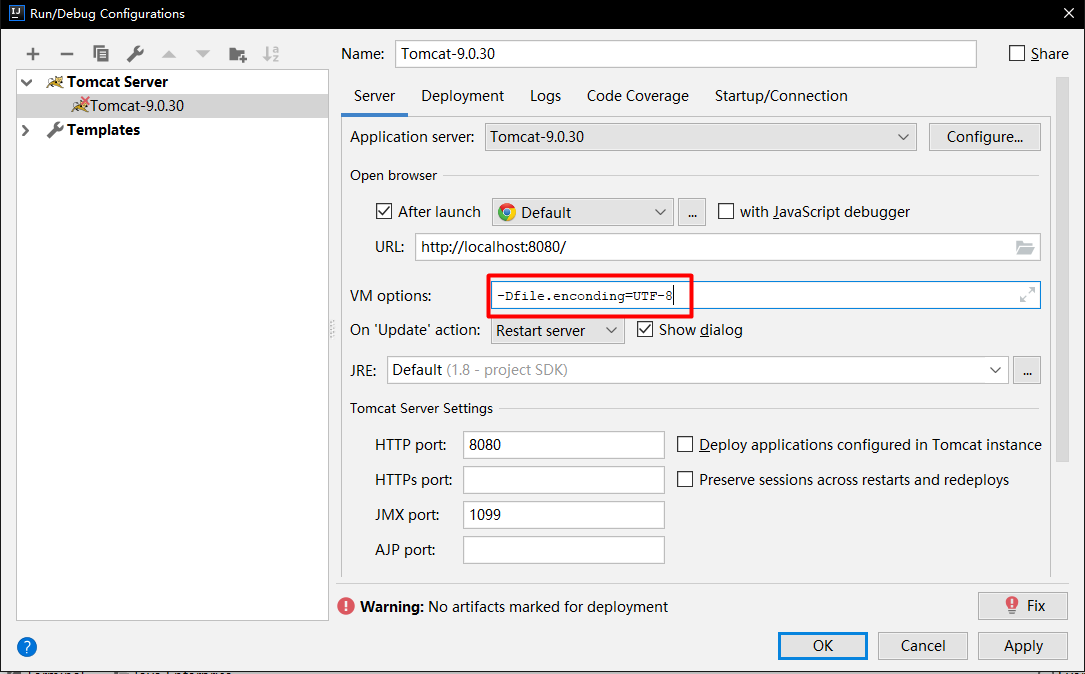 Run/Debug Configurations
Name: Tomcat-9.0.30 Share
Tomcat Server
Tomcat-9.0.30
Templates
Server Deployment Logs Code Coverage Startup/Connection
Application server: Tomcat-9.0.30 Configure...
Open browser
After launch Default ... with JavaScript debugger
URL: http://localhost:8080/
VM options: -Dfile.enconding=UTF-8
On 'Update' action: Restart server Show dialog
JRE: Default (1.8 - project SDK) ...
Tomcat Server Settings
HTTP port: 8080 Deploy applications configured in Tomcat instance
HTTPs port: Preserve sessions across restarts and redeploys
JMX port: 1099
AJP port:
Warning: No artifacts marked for deployment Fix
? OK Cancel Apply